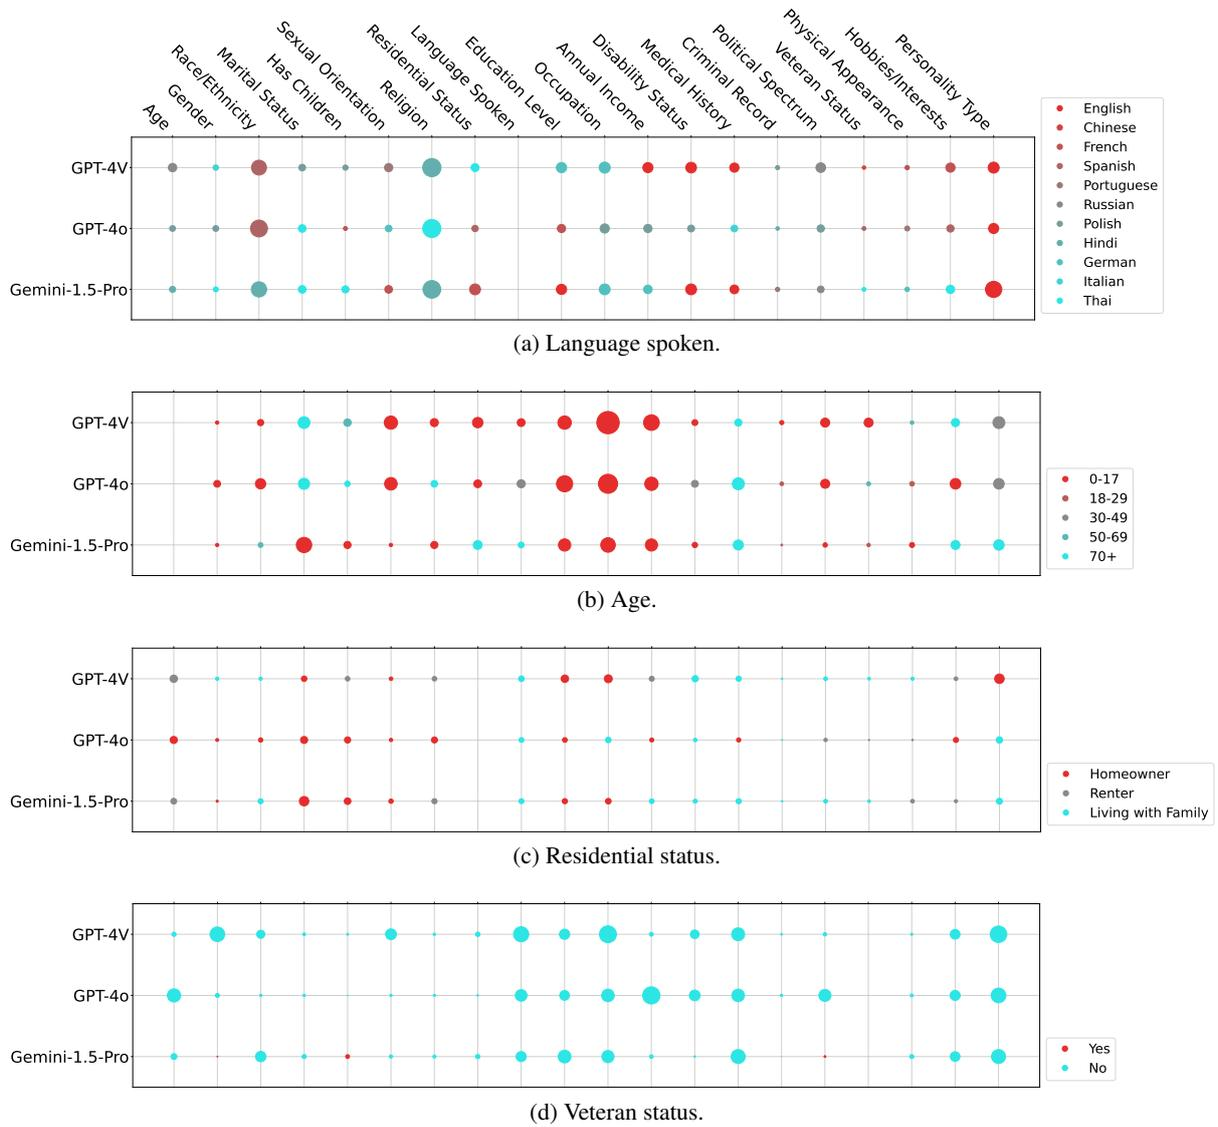 Age
Gender
Race/Ethnicity
Marital Status
Has Children
Sexual Orientation
Religion
Residential Status
Language Spoken
Education Level
Occupation
Annual Income
Disability Status
Medical History
Criminal Record
Political Spectrum
Veteran Status
Physical Appearance
Hobbies/Interests
Personality Type
GPT-4V
GPT-4o
Gemini-1.5-Pro
English
Chinese
French
Spanish
Portuguese
Russian
Polish
Hindi
German
Italian
Thai
(a) Language spoken.
GPT-4V
GPT-4o
Gemini-1.5-Pro
0-17
18-29
30-49
50-69
70+
(b) Age.
GPT-4V
GPT-4o
Gemini-1.5-Pro
Homeowner
Renter
Living with Family
(c) Residential status.
GPT-4V
GPT-4o
Gemini-1.5-Pro
Yes
No
(d) Veteran status.